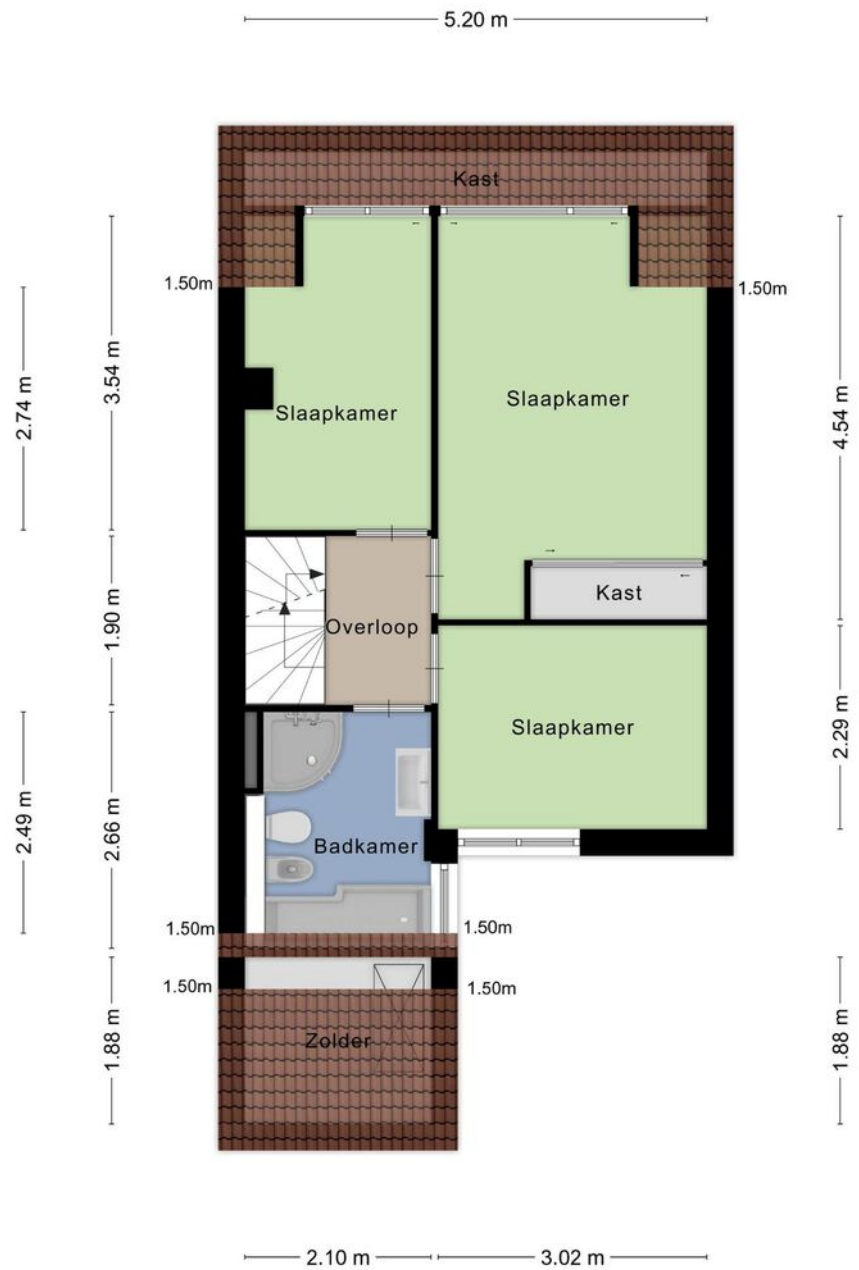 5.20 m
Kast
1.50m
1.50m
2.74 m
3.54 m
4.54 m
Slaapkamer
Slaapkamer
Kast
1.90 m
Overloop
Slaapkamer
2.29 m
2.49 m
2.66 m
Badkamer
1.50m
1.50m
1.50m
1.50m
Zolder
1.88 m
1.88 m
2.10 m
3.02 m